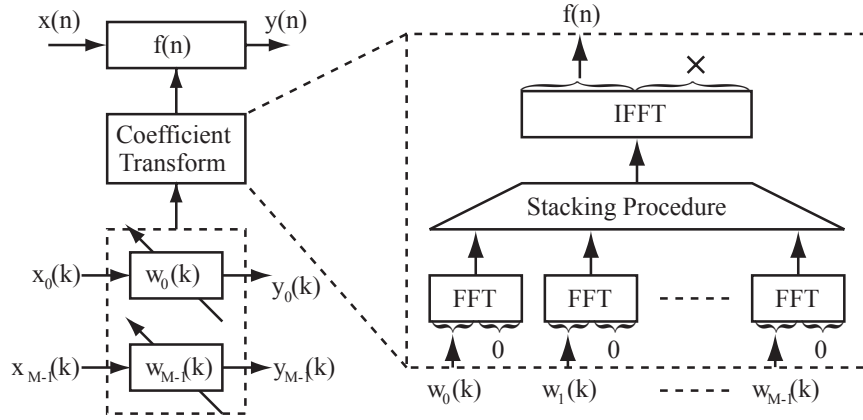 x(n)
f(n)
y(n)
Coefficient
Transform
x0(k)
w0(k)
y0(k)
xM-1(k)
wM-1(k)
yM-1(k)
f(n)
×
IFFT
Stacking Procedure
FFT
FFT
FFT
0
0
0
w0(k)
w1(k)
wM-1(k)